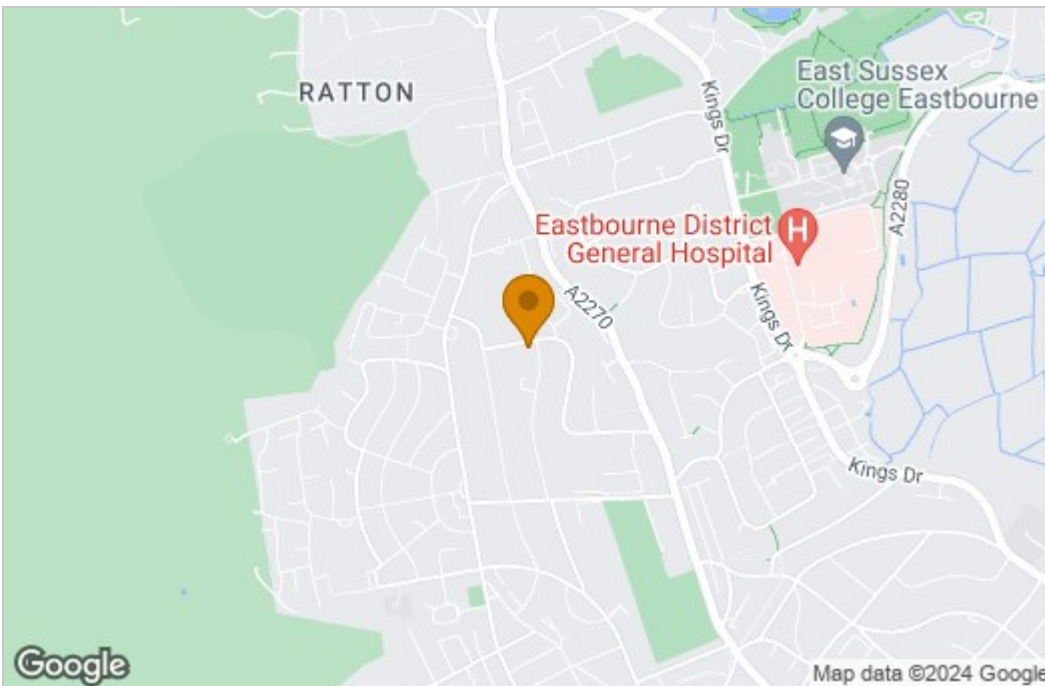 RATTON
East Sussex
College Eastbourne
Kings Dr
A2280
Eastbourne District
General Hospital
H
A2270
Kings Dr
Kings Dr
Google
Map data ©2024 Google